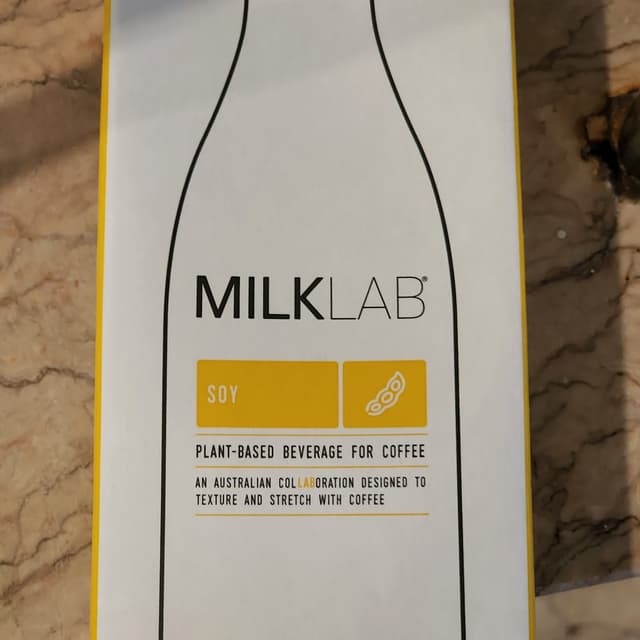 MILKLAB®
SOY
PLANT-BASED BEVERAGE FOR COFFEE
AN AUSTRALIAN COLLABORATION DESIGNED TO
TEXTURE AND STRETCH WITH COFFEE